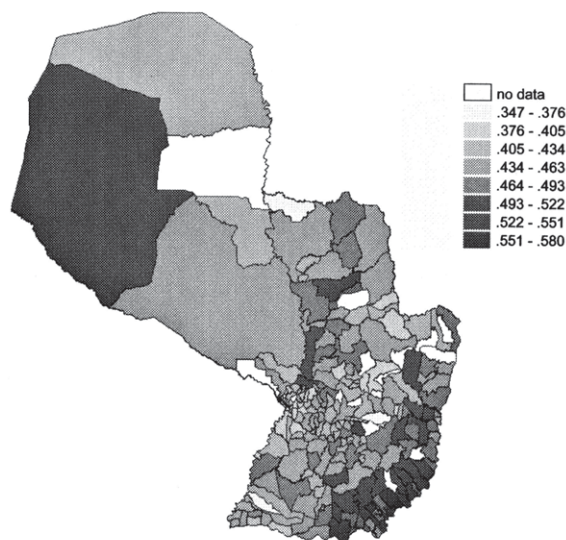 no data
.347 - .376
.376 - .405
.405 - .434
.434 - .463
.464 - .493
.493 - .522
.522 - .551
.551 - .580